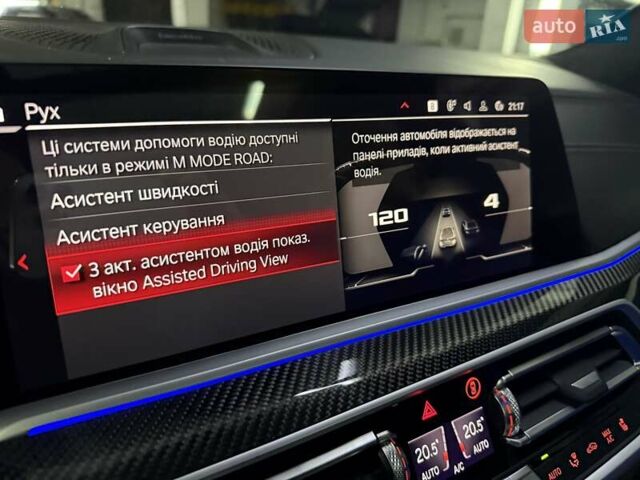 auto RIA.com
Рух
21:17
Ці системи допомоги водію доступні
тільки в режимі M MODE ROAD:
Асистент швидкості
Асистент керування
З акт. асистентом водія показ.
вікно Assisted Driving View
Оточення автомобіля відображається на
панелі приладів, коли активний асистент
водія.
120
4
20.5°
AUTO
A/C
20.5°
AUTO
MAX
A/C